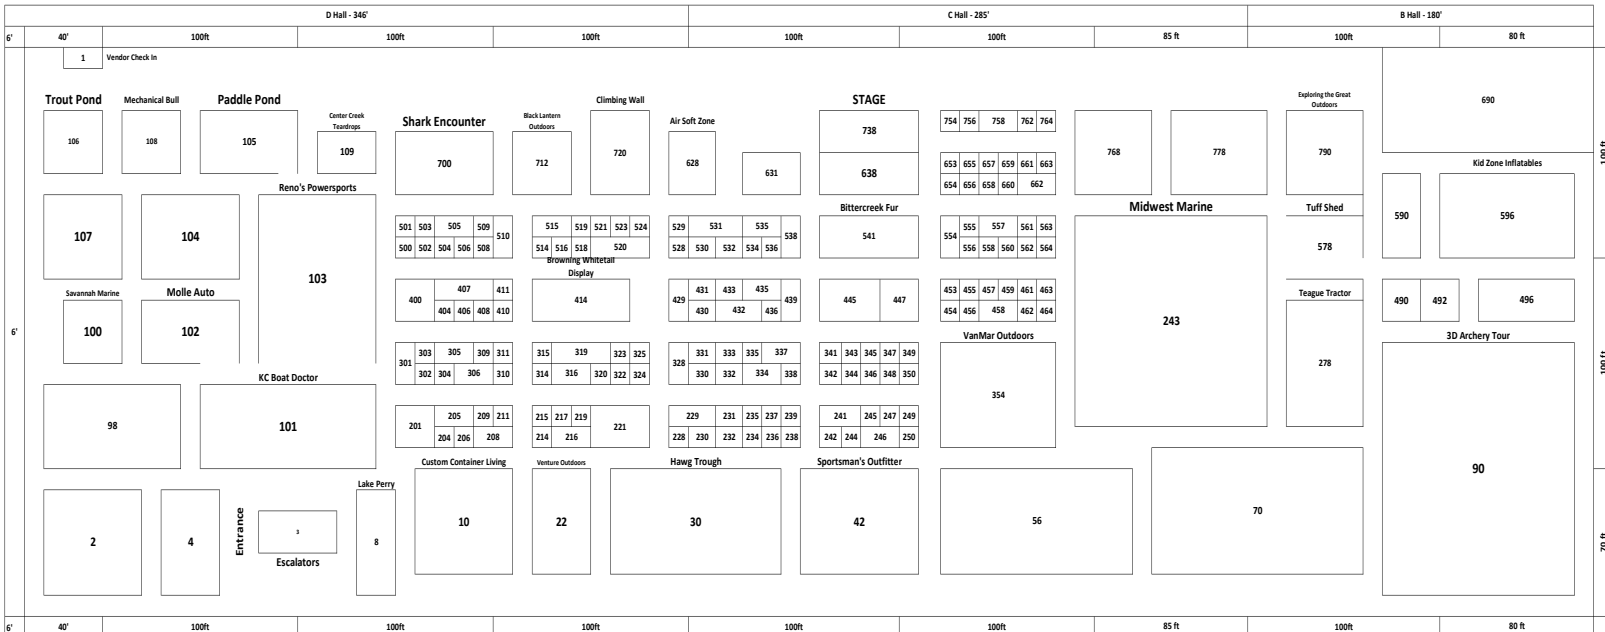 D Hall - 346' C Hall - 285' B Hall - 180'
6' 40' 100ft 100ft 100ft 100ft 100ft 85 ft 100ft 80 ft
1 Vendor Check In
Trout Pond Mechanical Bull Paddle Pond Climbing Wall STAGE Exploring the Great
Outdoors
690
Center Creek
Teardrops
Shark Encounter
Black Lantern
Outdoors
Air Soft Zone
754 756 758 762 764
106 108 105 109 700 712 720 628 631 738 768 778 790
100 ft
638
653 655 657 659 661 663
654 656 658 660 662
Kid Zone Inflatables
Reno's Powersports
Bittercreek Fur Midwest Marine Tuff Shed
590 596
107 104 103
501 503 505 509 510 515 519 521 523 524 529 531 535 538 541 554 555 557 561 563
500 502 504 506 508 514 516 518 520 528 530 532 534 536 556 558 560 562 564
578
Browning Whitetail
Display
Savannah Marine Molle Auto
400 407 411 414 429 431 433 435 439 445 447 453 455 457 459 461 463
404 406 408 410 430 432 436 454 456 458 462 464
Teague Tractor
490 492 496
100 102
243
6'
VanMar Outdoors 3D Archery Tour
301 303 305 309 311 315 319 323 325 328 331 333 335 337 341 343 345 347 349
302 304 306 310 314 316 320 322 324 330 332 334 338 342 344 346 348 350
278
100 ft
KC Boat Doctor
354
98 101
201 205 209 211 215 217 219 221 229 231 235 237 239 241 245 247 249
204 206 208 214 216 228 230 232 234 236 238 242 244 246 250
Custom Container Living Venture Outdoors Hawg Trough Sportsman's Outfitter
90
Lake Perry
2 4 Entrance 3 8 10 22 30 42 56 70
Escalators
70 ft
6' 40' 100ft 100ft 100ft 100ft 100ft 85 ft 100ft 80 ft